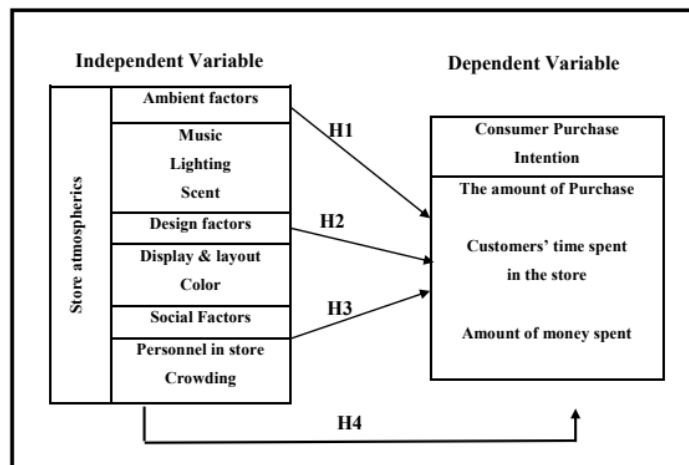 Independent Variable
Dependent Variable
Store atmospherics
Ambient factors
Music
Lighting
Scent
Design factors
Display & layout
Color
Social Factors
Personnel in store
Crowding
H1
H2
H3
H4
Consumer Purchase
Intention
The amount of Purchase
Customers’ time spent
in the store
Amount of money spent